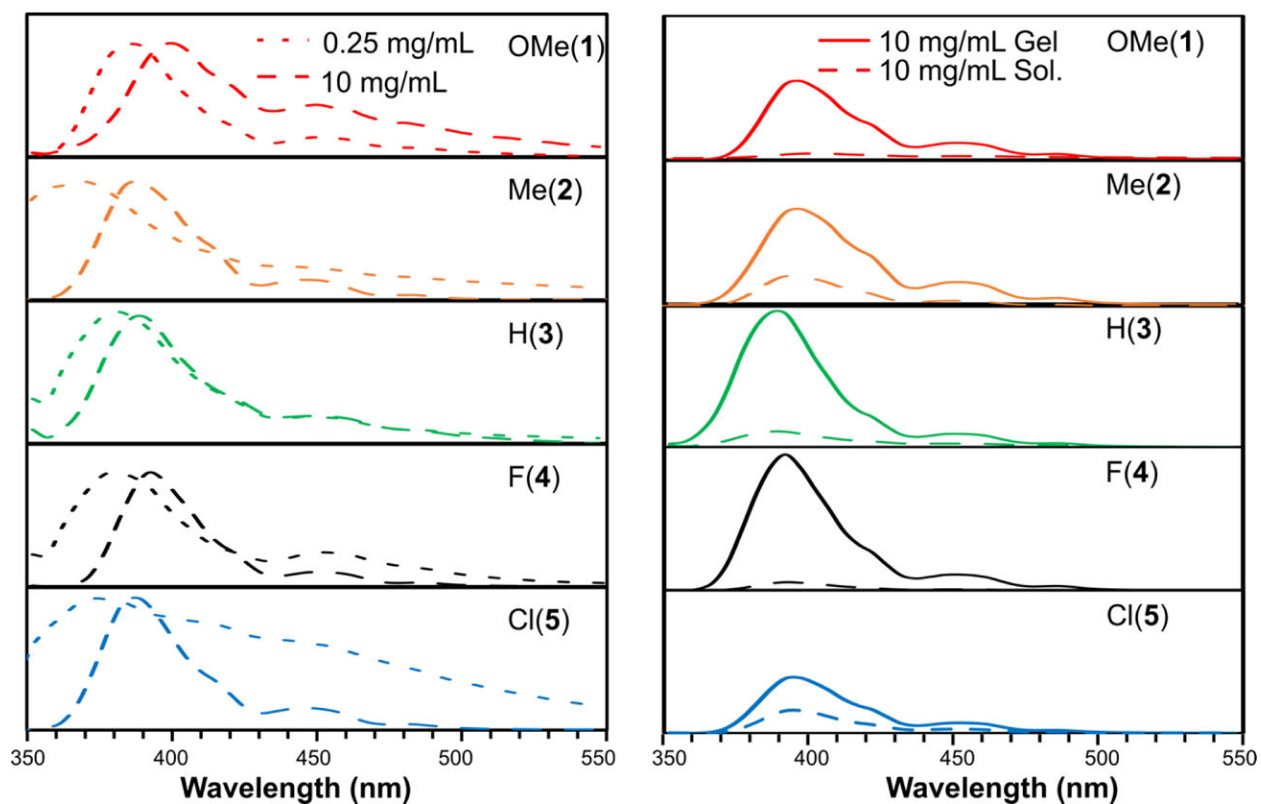 0.25 mg/mL
10 mg/mL
OMe(1)
Me(2)
H(3)
F(4)
Cl(5)
350 400 450 500 550
Wavelength (nm)
10 mg/mL Gel
10 mg/mL Sol.
OMe(1)
Me(2)
H(3)
F(4)
Cl(5)
350 400 450 500 550
Wavelength (nm)